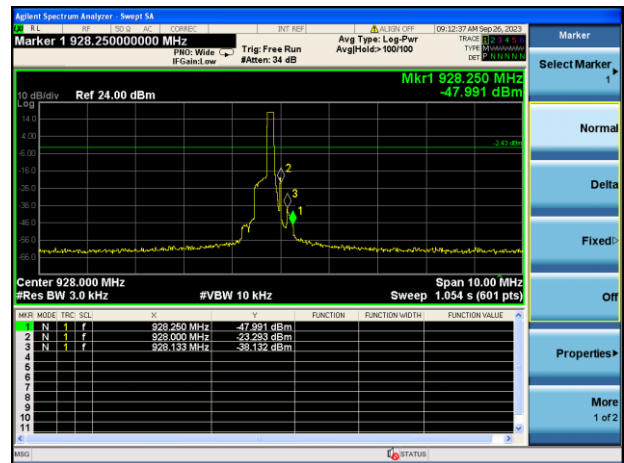 Agilent Spectrum Analyzer - Swept SA
RL RF 50 Ω AC CORREC INT REF ALIGN OFF 09:12:37 AM Sep 26, 2023
Marker 1 928.250000000 MHz
PNO: Wide
IFGain:Low
Trig: Free Run
#Atten: 34 dB
Avg Type: Log-Pwr
Avg|Hold>100/100
TRACE 1 2 3 4 5 6
TYPE M
DET P N N N N N
Mkr1 928.250 MHz
-47.991 dBm
10 dB/div Ref 24.00 dBm
Log
14.0
4.00
-6.00
-2.43 dBm
-16.0
-26.0
-36.0
-46.0
-56.0
-66.0
2
3
1
Center 928.000 MHz Span 10.00 MHz
#Res BW 3.0 kHz #VBW 10 kHz Sweep 1.054 s (601 pts)
MKR MODE TRC SCL X Y FUNCTION FUNCTION WIDTH FUNCTION VALUE
1 N 1 f 928.250 MHz -47.991 dBm
2 N 1 f 928.000 MHz -23.293 dBm
3 N 1 f 928.133 MHz -38.132 dBm
4
5
6
7
8
9
10
11
MSG STATUS
Marker
Select Marker
1
Normal
Delta
Fixed
Off
Properties
More
1 of 2